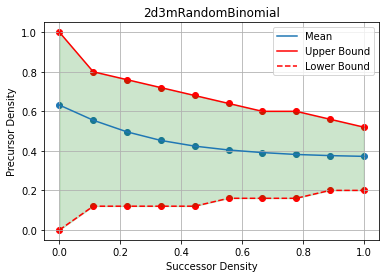 2d3mRandomBinomial
Mean
Upper Bound
Lower Bound
Precursor Density
1.0
0.8
0.6
0.4
0.2
0.0
0.0 0.2 0.4 0.6 0.8 1.0
Successor Density